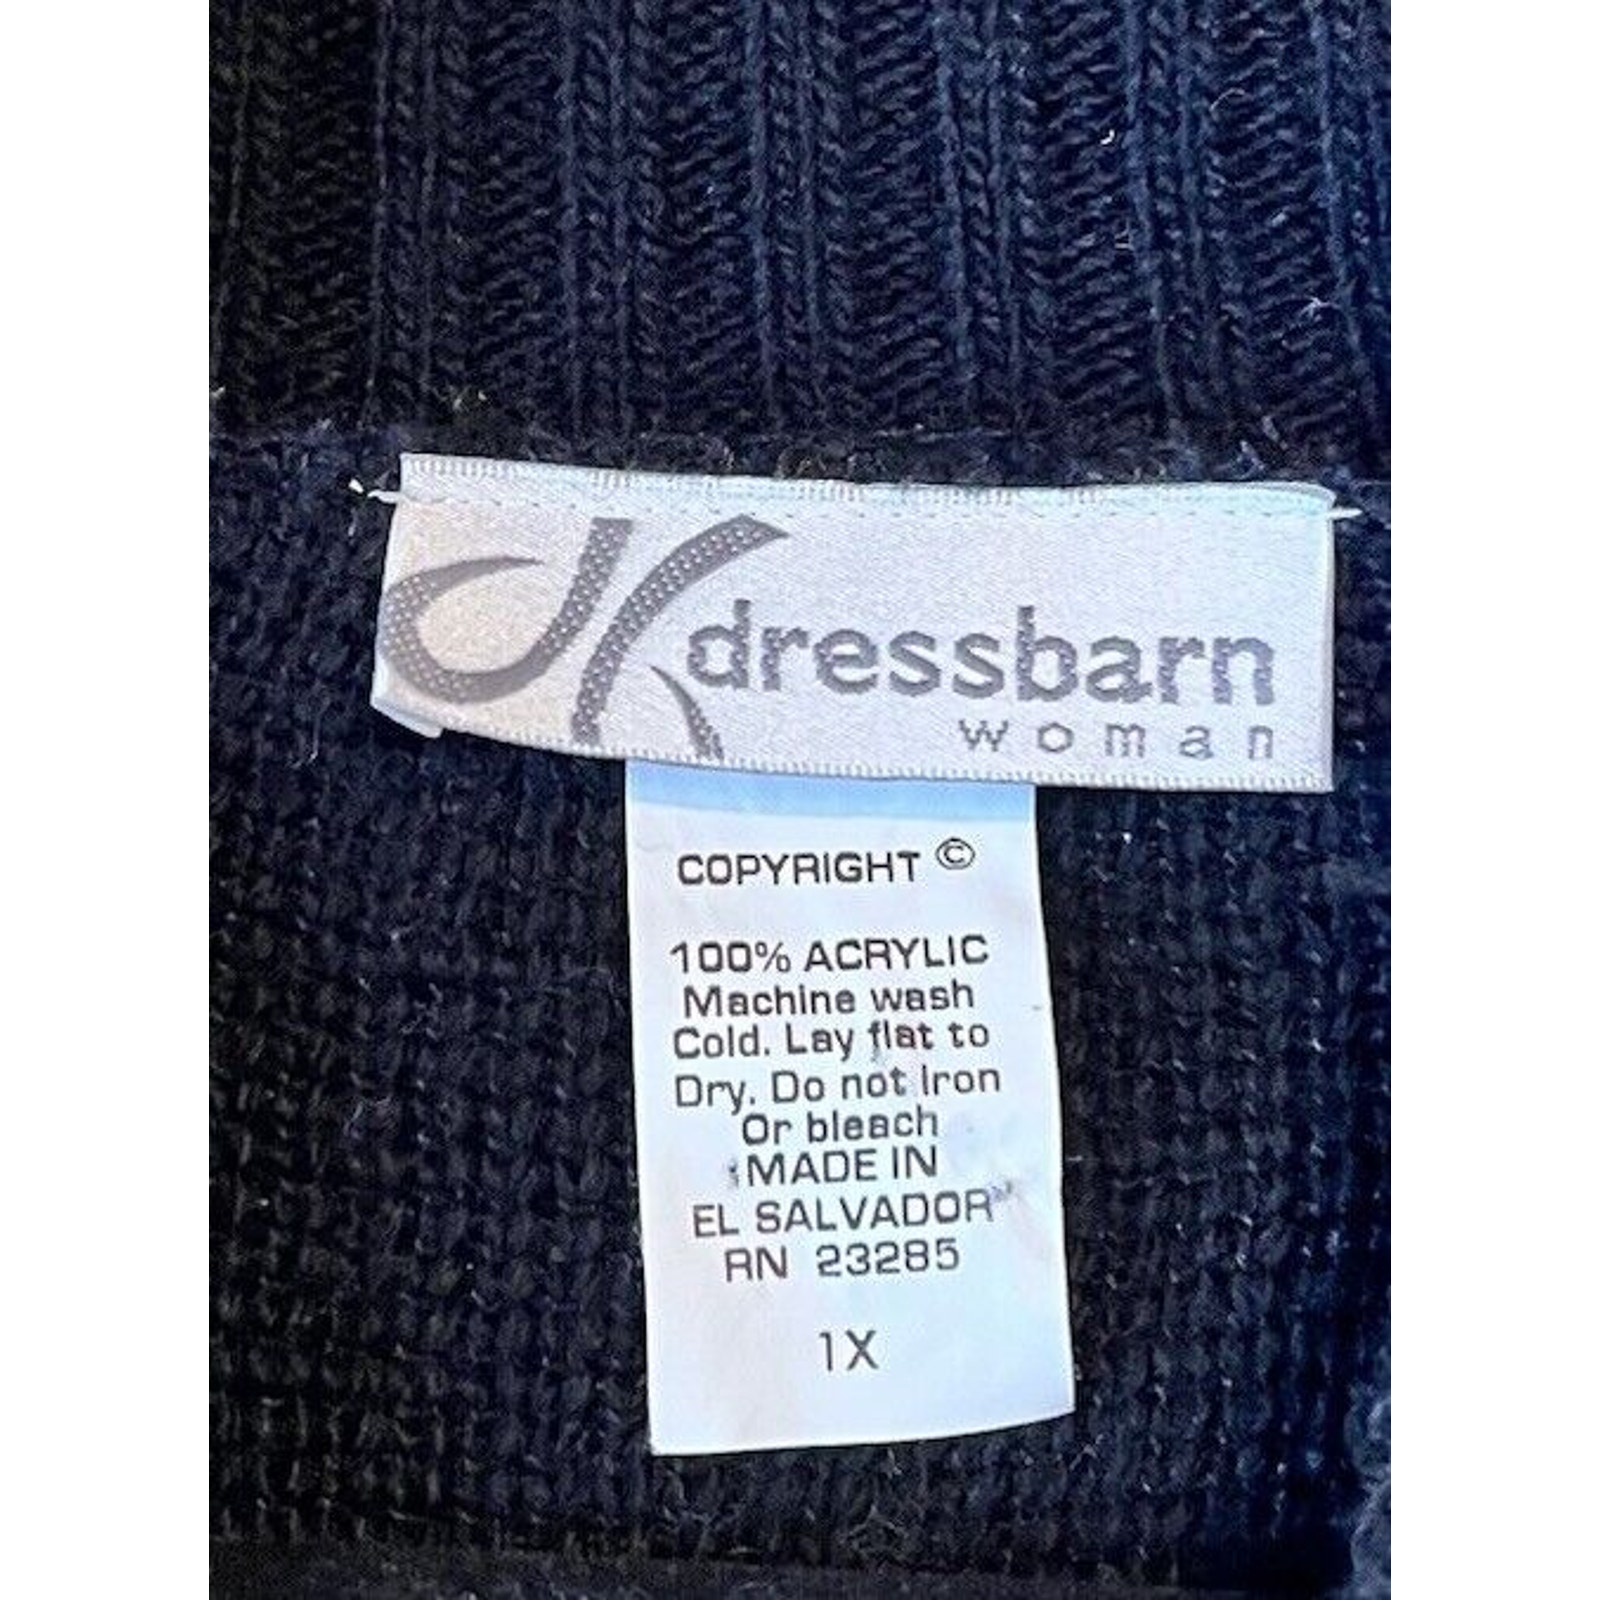 dressbarn
woman
COPYRIGHT ©
100% ACRYLIC
Machine wash
Cold. Lay flat to
Dry. Do not Iron
Or bleach
MADE IN
EL SALVADOR
RN 23285
1X